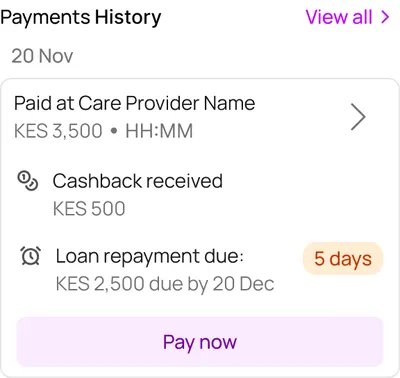 Payments History
View all
20 Nov
Paid at Care Provider Name
KES 3,500 • HH:MM
Cashback received
KES 500
Loan repayment due:
5 days
KES 2,500 due by 20 Dec
Pay now